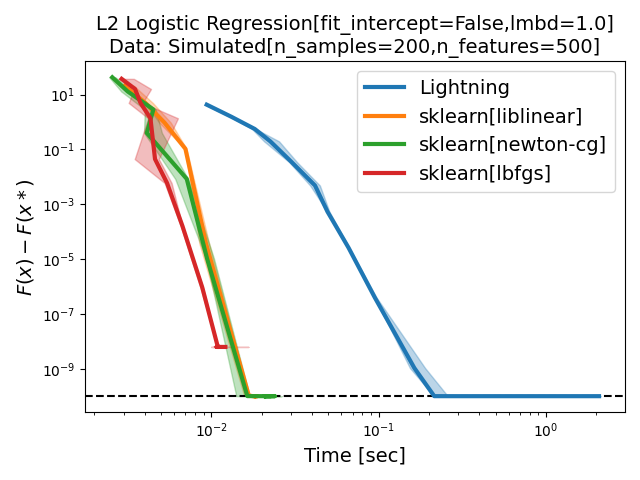 L2 Logistic Regression[fit_intercept=False,lmbd=1.0]
Data: Simulated[n_samples=200,n_features=500]
Lightning
sklearn[liblinear]
sklearn[newton-cg]
sklearn[lbfgs]
F(x) − F(x*)
10¹
10⁻¹
10⁻³
10⁻⁵
10⁻⁷
10⁻⁹
10⁻²
10⁻¹
10⁰
Time [sec]